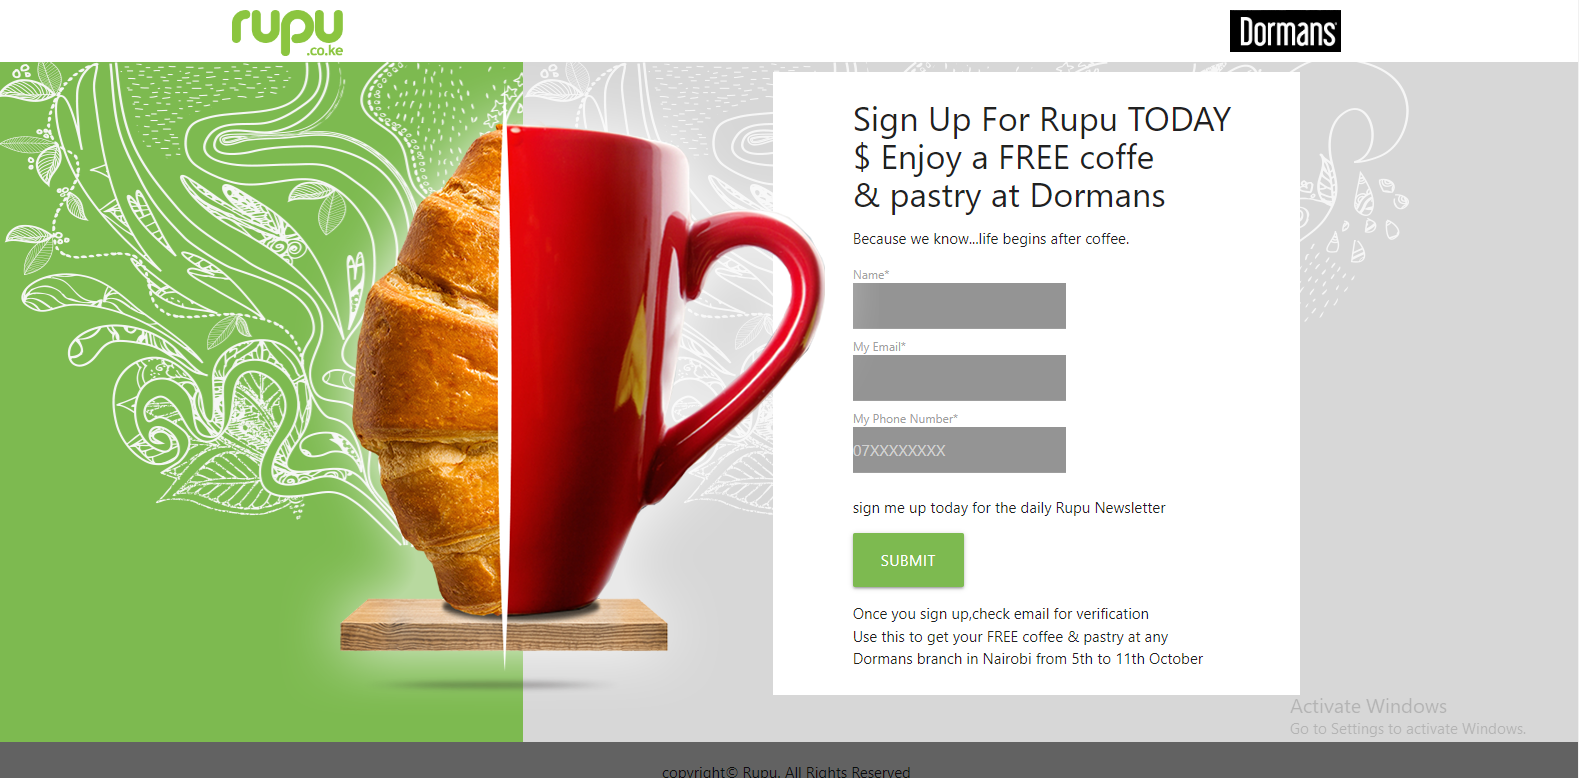 rupu
.co.ke
Dormans
Sign Up For Rupu TODAY
$ Enjoy a FREE coffe
& pastry at Dormans
Because we know...life begins after coffee.
Name*
My Email*
My Phone Number*
07XXXXXXXX
sign me up today for the daily Rupu Newsletter
SUBMIT
Once you sign up,check email for verification
Use this to get your FREE coffee & pastry at any
Dormans branch in Nairobi from 5th to 11th October
Activate Windows
Go to Settings to activate Windows.
copyright© Rupu. All Rights Reserved